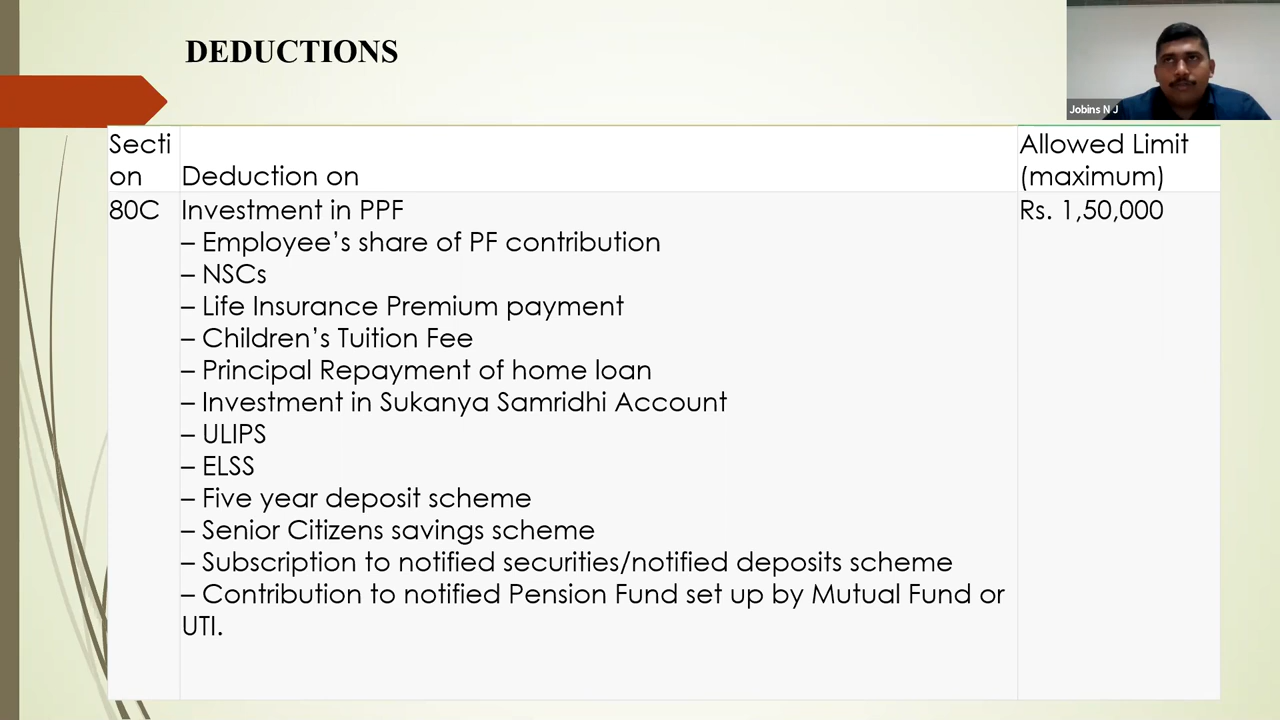 DEDUCTIONS
Jobins N J
Secti
on
Deduction on
Allowed Limit
(maximum)
80C
Investment in PPF
– Employee’s share of PF contribution
– NSCs
– Life Insurance Premium payment
– Children’s Tuition Fee
– Principal Repayment of home loan
– Investment in Sukanya Samridhi Account
– ULIPS
– ELSS
– Five year deposit scheme
– Senior Citizens savings scheme
– Subscription to notified securities/notified deposits scheme
– Contribution to notified Pension Fund set up by Mutual Fund or
UTI.
Rs. 1,50,000